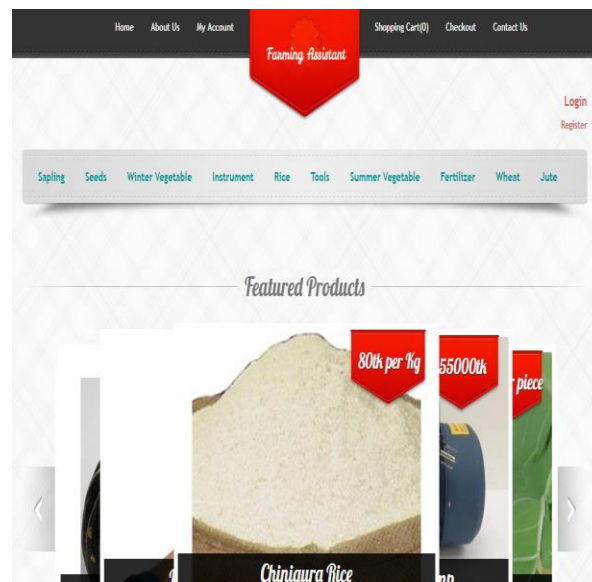 Home About Us My Account Shopping Cart(0) Checkout Contact Us
Farming Assistant
Login
Register
Sapling Seeds Winter Vegetable Instrument Rice Tools Summer Vegetable Fertilizer Wheat Jute
Featured Products
80tk per Kg 55000tk piece
Chinigura Rice